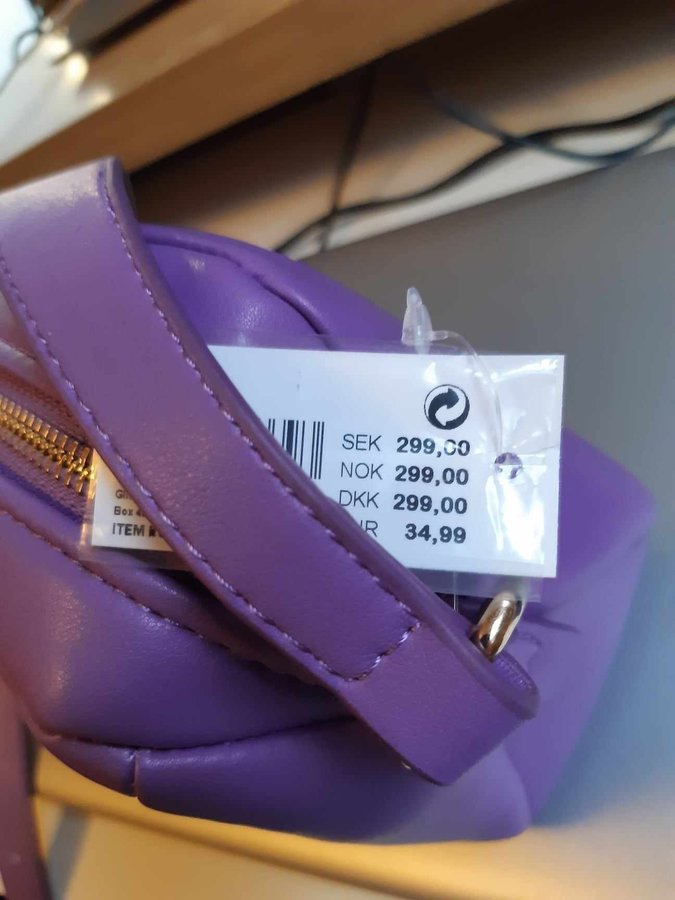 SEK 299,00
NOK 299,00
DKK 299,00
34,99
Box
ITEM